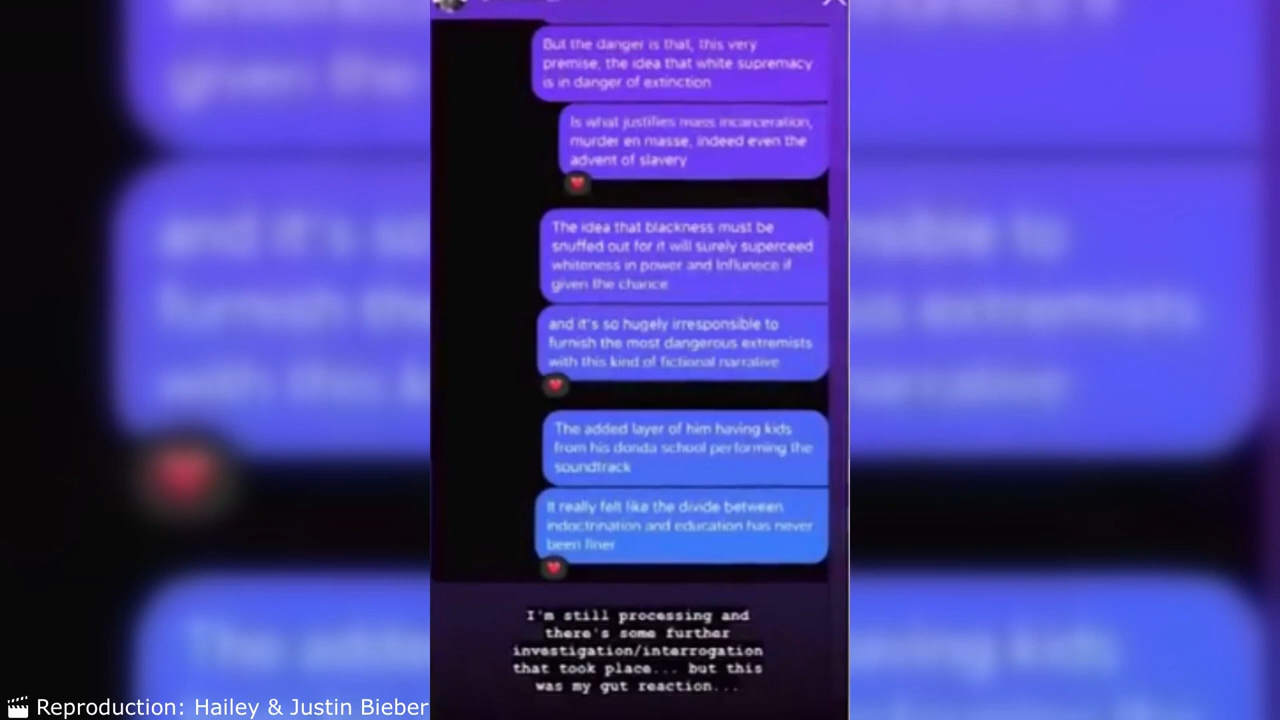 But the danger is that, this very
premise, the idea that white supremacy
is in danger of extinction
Is what justifies mass incarceration,
murder en masse, indeed even the
advent of slavery
The idea that blackness must be
snuffed out for it will surely superceed
whiteness in power and Influnece if
given the chance
and it's so hugely irresponsible to
furnish the most dangerous extremists
with this kind of fictional narrative
The added layer of him having kids
from his donda school performing the
soundtrack
It really felt like the divide between
indoctrination and education has never
been finer
I'm still processing and
there's some further
investigation/interrogation
that took place... but this
was my gut reaction...
Reproduction: Hailey & Justin Bieber